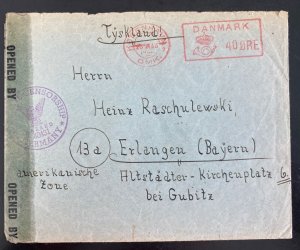 Tyskland
DANMARK
40 ØRE
OPENED BY
CENSORSHIP
GERMANY
Herrn
Heinz Raschulewski,
13a
Erlangen (Bayern)
amerikanische
Zone
Altstädter-Kirchenplatz 6
bei Gubitz
OPENED BY